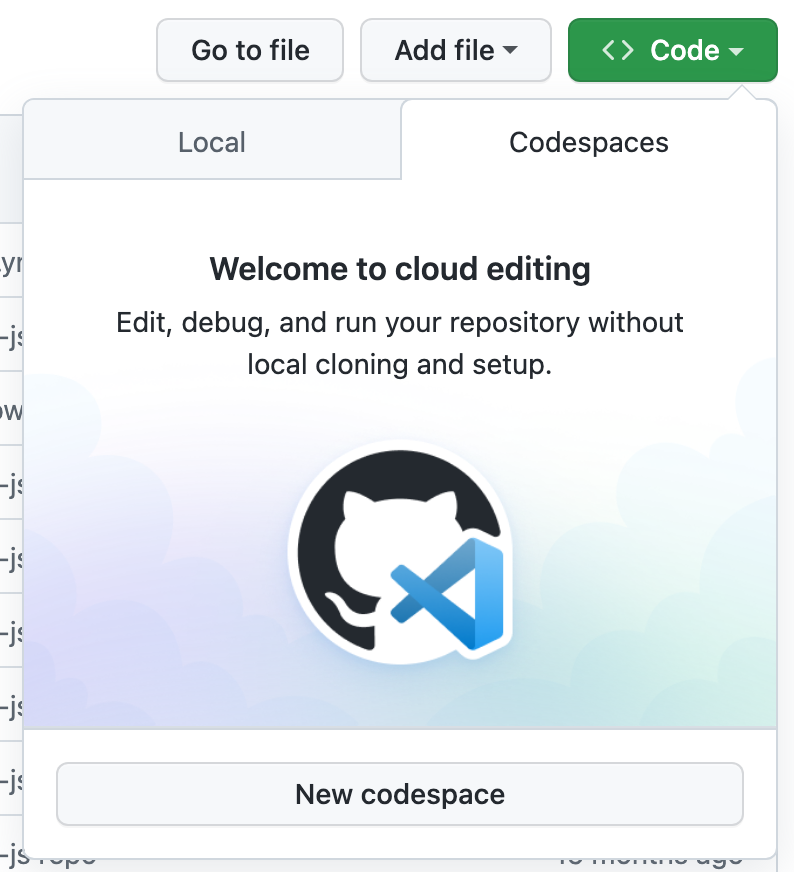 Go to file
Add file
Code
Local
Codespaces
Welcome to cloud editing
Edit, debug, and run your repository without
local cloning and setup.
New codespace